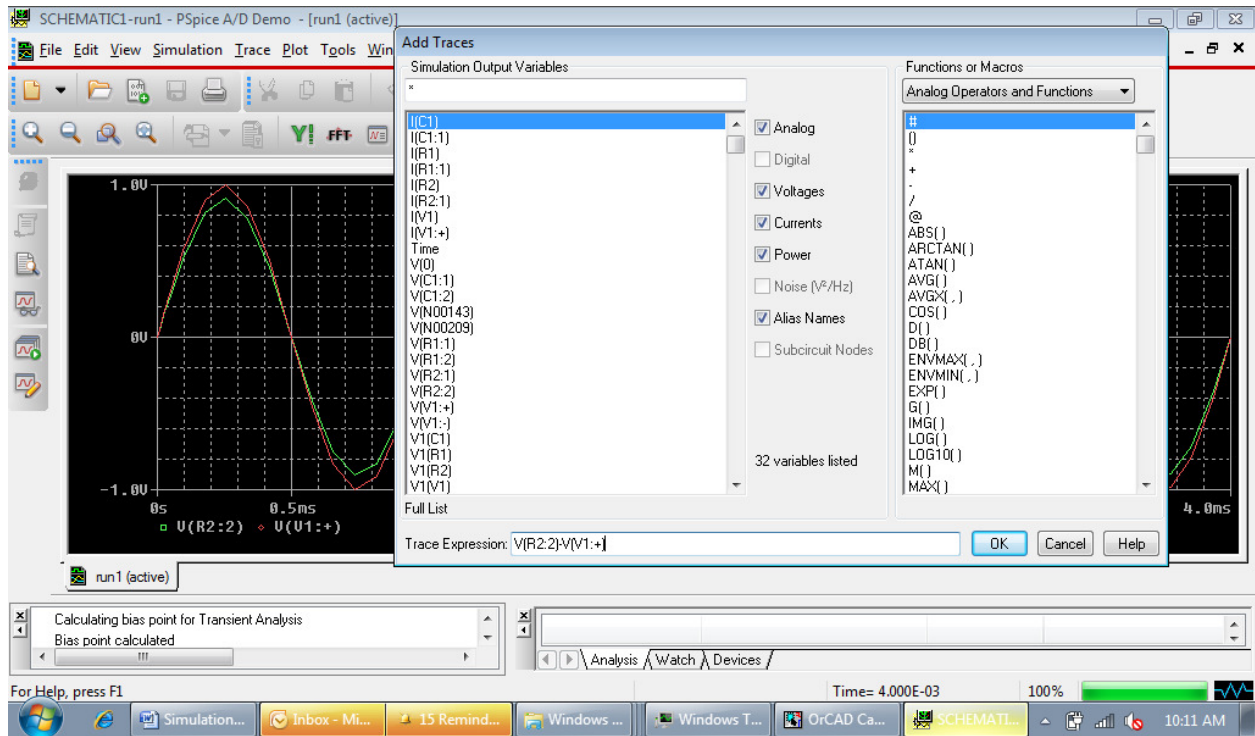 SCHEMATIC1-run1 - PSpice A/D Demo - [run1 (active)]
File Edit View Simulation Trace Plot Tools Win
FFT
1.0V
0V
-1.0V
0s
0.5ms
4.0ms
V(R2:2) V(V1:+)
run1 (active)
Add Traces
Simulation Output Variables
*
I(C1)
I(C1:1)
I(R1)
I(R1:1)
I(R2)
I(R2:1)
I(V1)
I(V1:+)
Time
V(0)
V(C1:1)
V(C1:2)
V(N00143)
V(N00209)
V(R1:1)
V(R1:2)
V(R2:1)
V(R2:2)
V(V1:+)
V(V1:-)
V1(C1)
V1(R1)
V1(R2)
V1(V1)
Full List
Analog
Digital
Voltages
Currents
Power
Noise (V²/Hz)
Alias Names
Subcircuit Nodes
32 variables listed
Functions or Macros
Analog Operators and Functions
#
()
*
+
-
/
@
ABS( )
ARCTAN( )
ATAN( )
AVG( )
AVGX( , )
COS( )
D( )
DB( )
ENVMAX( , )
ENVMIN( , )
EXP( )
G( )
IMG( )
LOG( )
LOG10( )
M( )
MAX( )
Trace Expression: V(R2:2)-V(V1:+)
OK Cancel Help
Calculating bias point for Transient Analysis
Bias point calculated
Analysis Watch Devices
For Help, press F1
Time= 4.000E-03 100%
Simulation... Inbox - Mi... 15 Remind... Windows ... Windows T... OrCAD Ca... SCHEMATI... 10:11 AM